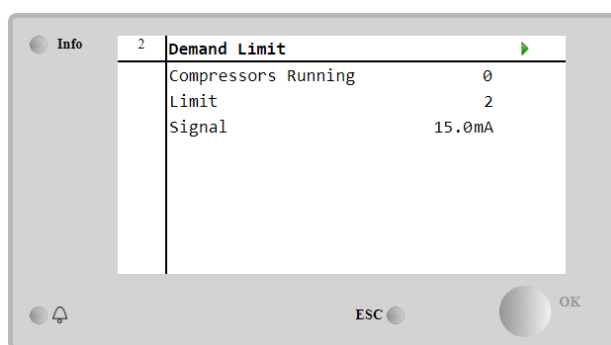 Info
2 Demand Limit
Compressors Running 0
Limit 2
Signal 15.0mA
ESC
OK